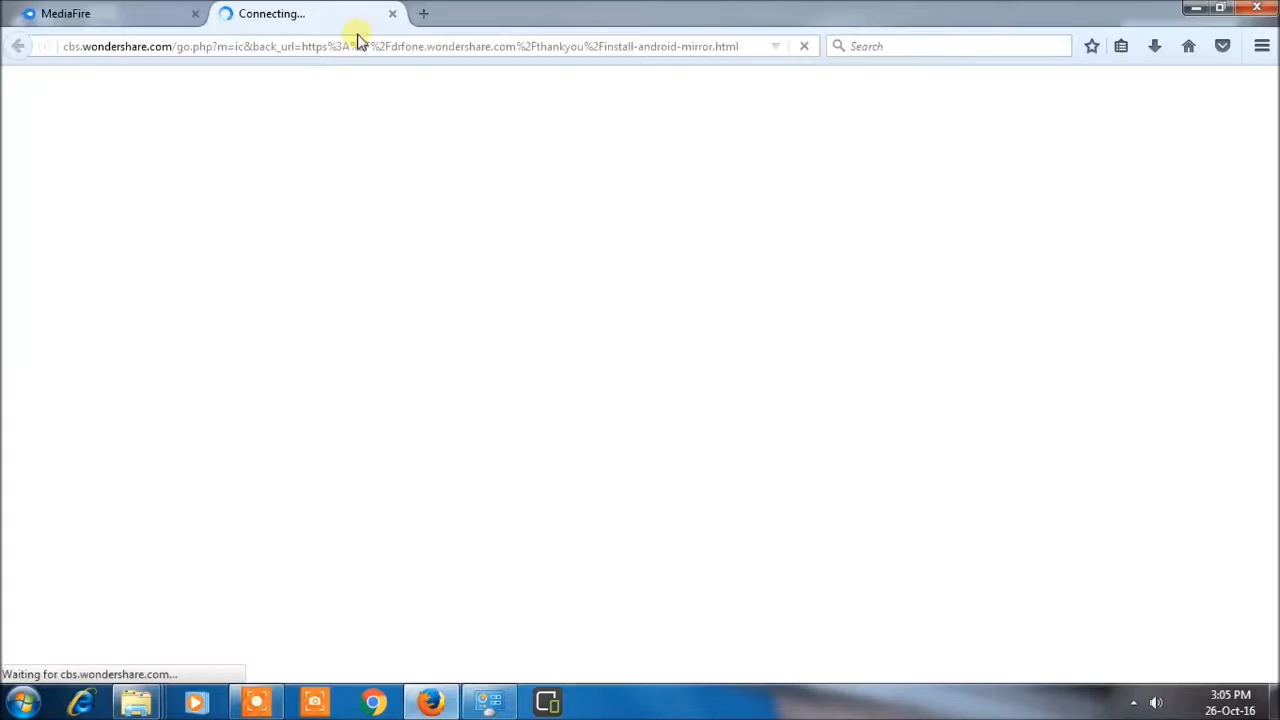 MediaFire
Connecting...
cbs.wondershare.com/go.php?m=ic&back_url=https%3A%2F%2Fdrfone.wondershare.com%2Fthankyou%2Finstall-android-mirror.html
Search
Waiting for cbs.wondershare.com...
3:05 PM
26-Oct-16